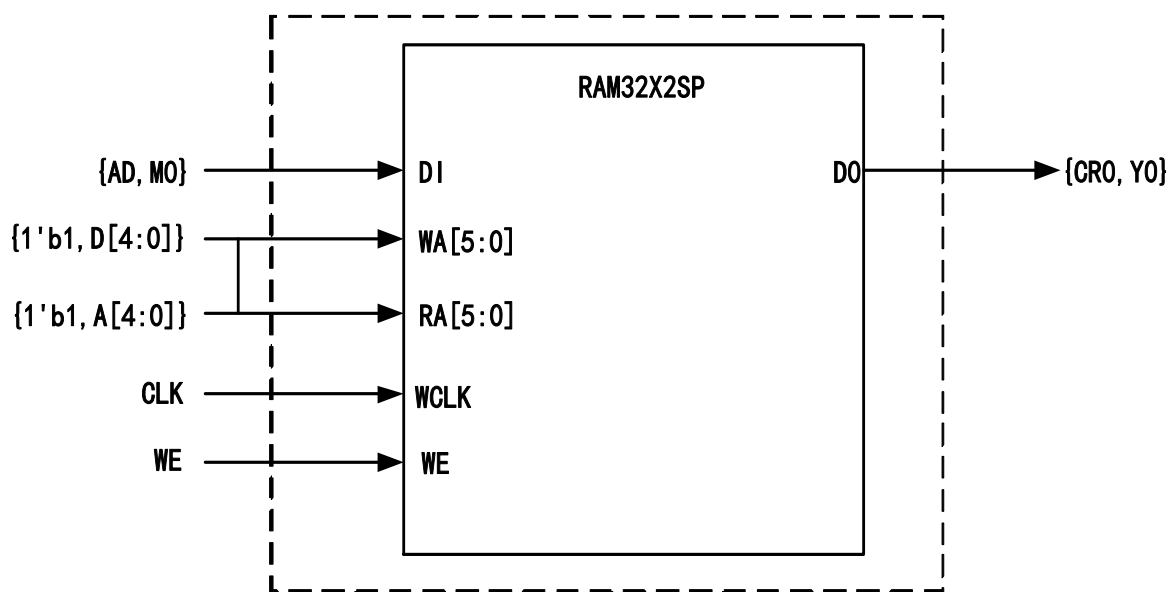 RAM32X2SP
{AD, M0}
DI
DO
{CR0, Y0}
{1'b1, D[4:0]}
WA[5:0]
{1'b1, A[4:0]}
RA[5:0]
CLK
WCLK
WE
WE